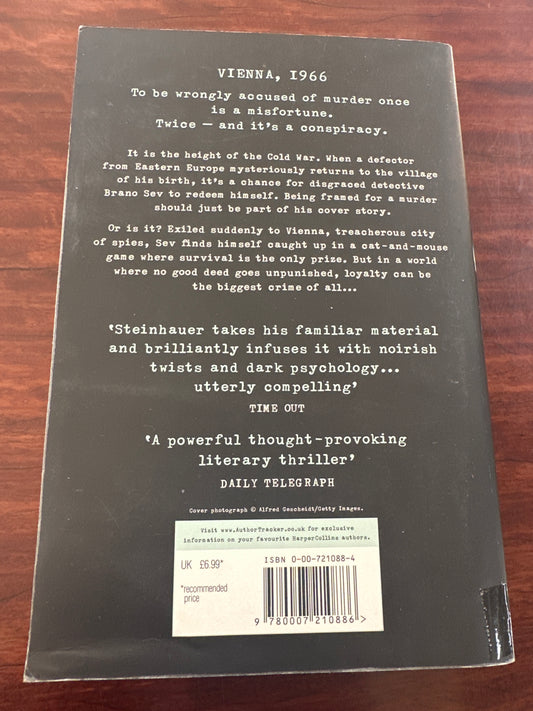 VIENNA, 1966
To be wrongly accused of murder once
is a misfortune.
Twice — and it's a conspiracy.
It is the height of the Cold War. When a defector
from Eastern Europe mysteriously returns to the village
of his birth, it's a chance for disgraced detective
Brano Sev to redeem himself. Being framed for a murder
should just be part of his cover story.
Or is it? Exiled suddenly to Vienna, treacherous city
of spies, Sev finds himself caught up in a cat-and-mouse
game where survival is the only prize. But in a world
where no good deed goes unpunished, loyalty can be
the biggest crime of all...
‘Steinhauer takes his familiar material
and brilliantly infuses it with noirish
twists and dark psychology...
utterly compelling’
TIME OUT
‘A powerful thought-provoking
literary thriller’
DAILY TELEGRAPH
Cover photograph © Alfred Gescheidt/Getty Images.
Visit www.AuthorTracker.co.uk for exclusive
information on your favourite HarperCollins authors.
UK £6.99*
*recommended
price
ISBN 0-00-721088-4
9 780007 210886 >